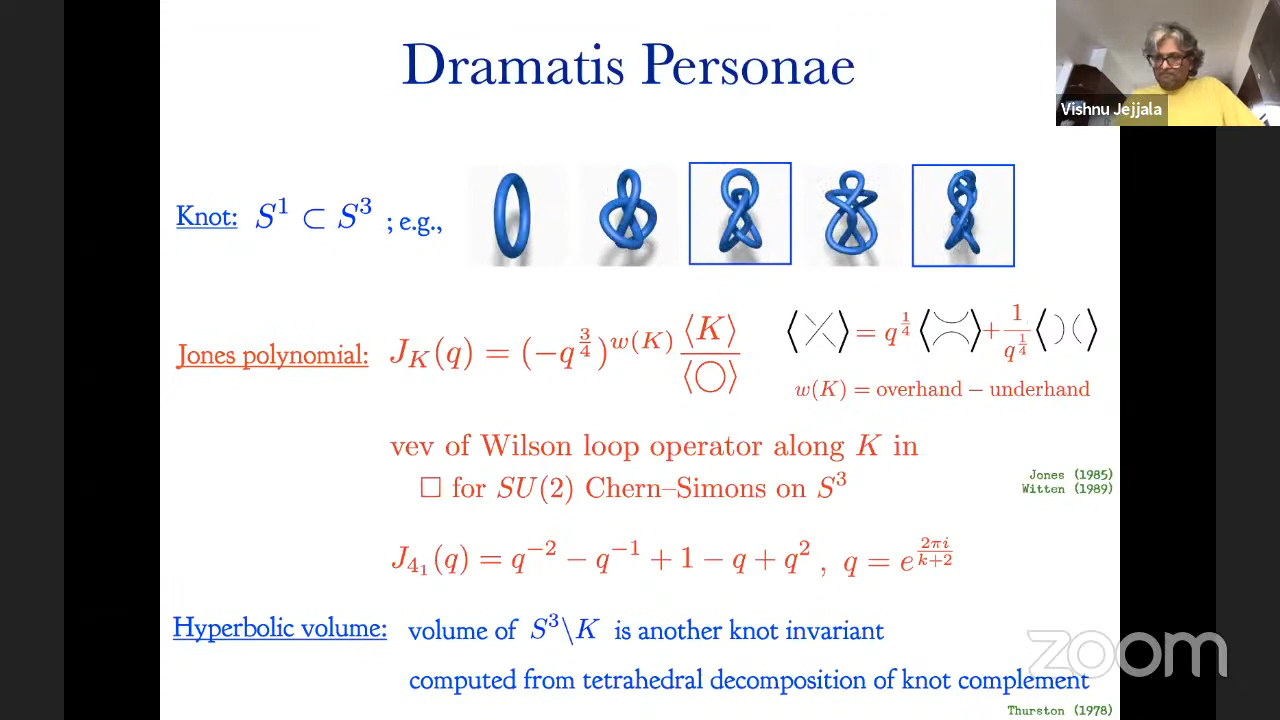 Dramatis Personae
Vishnu Jejjala
Knot: S¹ ⊂ S³ ; e.g.,
Jones polynomial: J_K(q) = (−q^{3/4})^{w(K)} ⟨K⟩/⟨◯⟩
⟨╳⟩ = q^{1/4} ⟨≍⟩ + 1/q^{1/4} ⟨)(⟩
w(K) = overhand − underhand
vev of Wilson loop operator along K in
□ for SU(2) Chern–Simons on S³
Jones (1985)
Witten (1989)
J_{4_1}(q) = q^{−2} − q^{−1} + 1 − q + q² , q = e^{2πi/(k+2)}
Hyperbolic volume: volume of S³\K is another knot invariant
computed from tetrahedral decomposition of knot complement
Thurston (1978)
zoom